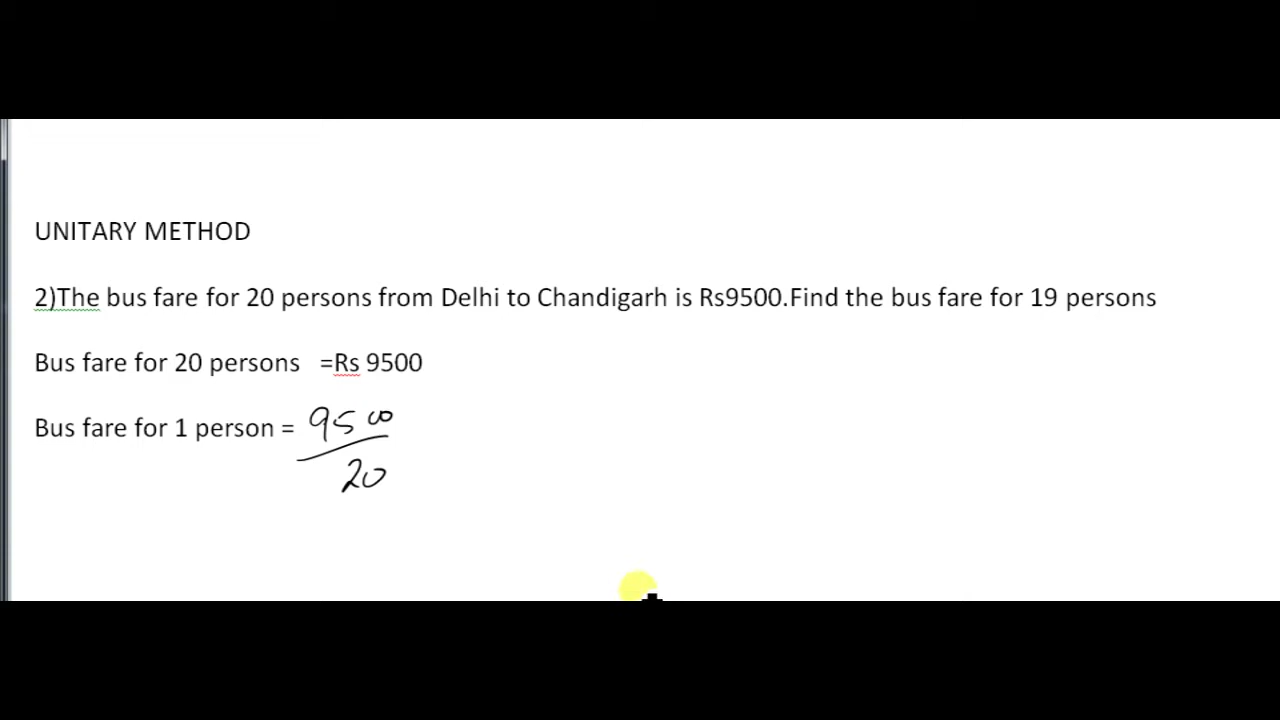 UNITARY METHOD
2)The bus fare for 20 persons from Delhi to Chandigarh is Rs9500.Find the bus fare for 19 persons
Bus fare for 20 persons =Rs 9500
Bus fare for 1 person = 9500
20